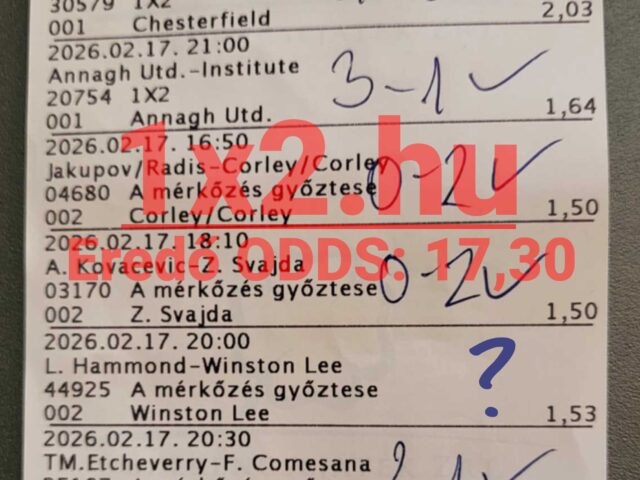 30579 1X2
001 Chesterfield 2,03
2026.02.17. 21:00
Annagh Utd.-Institute
3-1 ✓
20754 1X2
001 Annagh Utd. 1,64
2026.02.17. 16:50
Jakupov/Radis-Corley/Corley
1x2.hu
04680 A mérkőzés győztese 0-2 ✓
002 Corley/Corley 1,50
2026.02.17. 18:10
Eredő ODDS: 17,30
A. Kovacevic-Z. Svajda
03170 A mérkőzés győztese 0-2 ✓
002 Z. Svajda 1,50
2026.02.17. 20:00
L. Hammond-Winston Lee
?
44925 A mérkőzés győztese
002 Winston Lee 1,53
2026.02.17. 20:30
TM.Etcheverry-F. Comesana